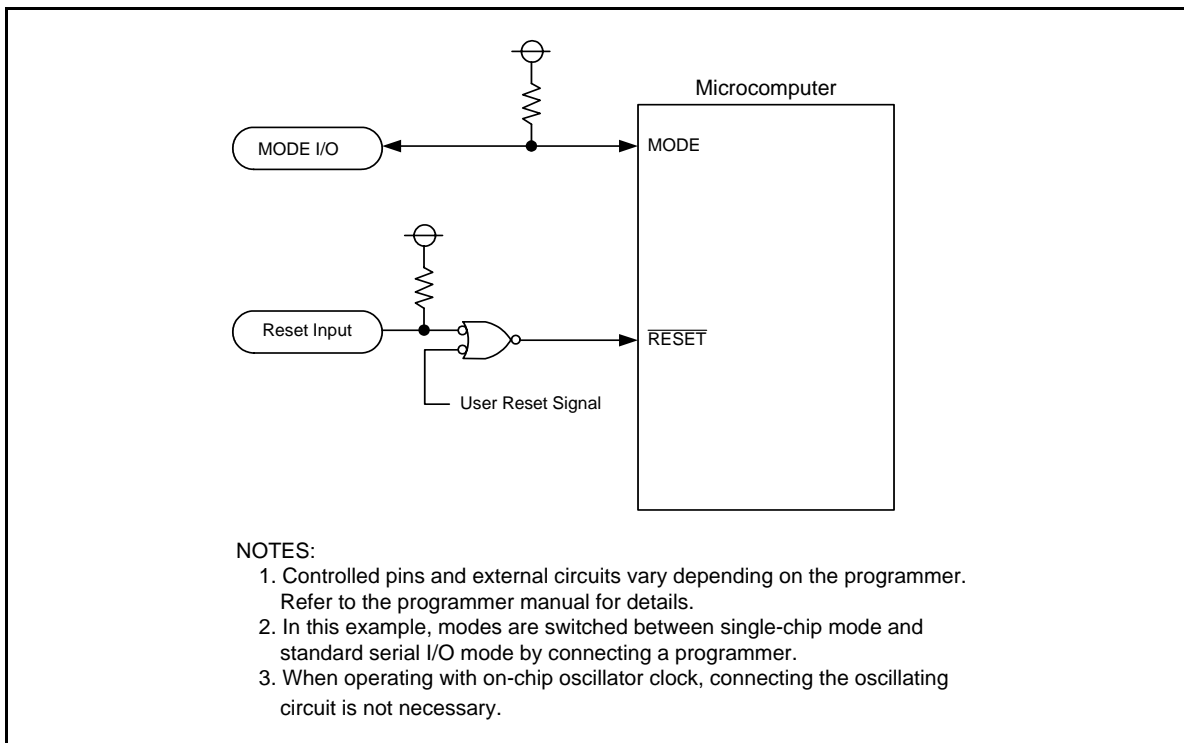 Microcomputer
MODE I/O
MODE
Reset Input
RESET
User Reset Signal
NOTES:
1. Controlled pins and external circuits vary depending on the programmer.
Refer to the programmer manual for details.
2. In this example, modes are switched between single-chip mode and
standard serial I/O mode by connecting a programmer.
3. When operating with on-chip oscillator clock, connecting the oscillating
circuit is not necessary.